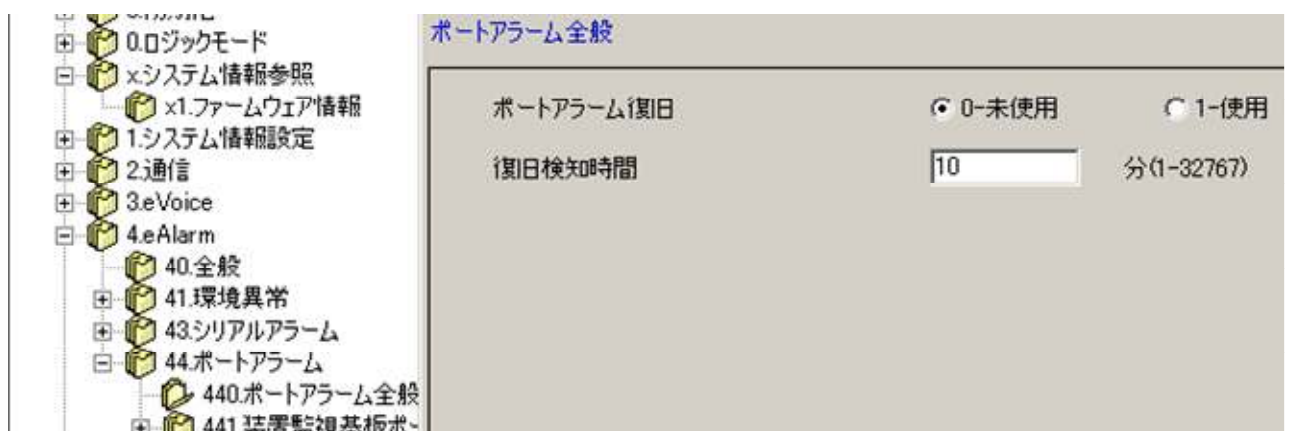 0.ロジックモード
x.システム情報参照
x1.ファームウェア情報
1.システム情報設定
2.通信
3.eVoice
4.eAlarm
40.全般
41.環境異常
43.シリアルアラーム
44.ポートアラーム
440.ポートアラーム全般
ポートアラーム全般
ポートアラーム復旧
0-未使用
1-使用
復旧検知時間
10
分(1-32767)